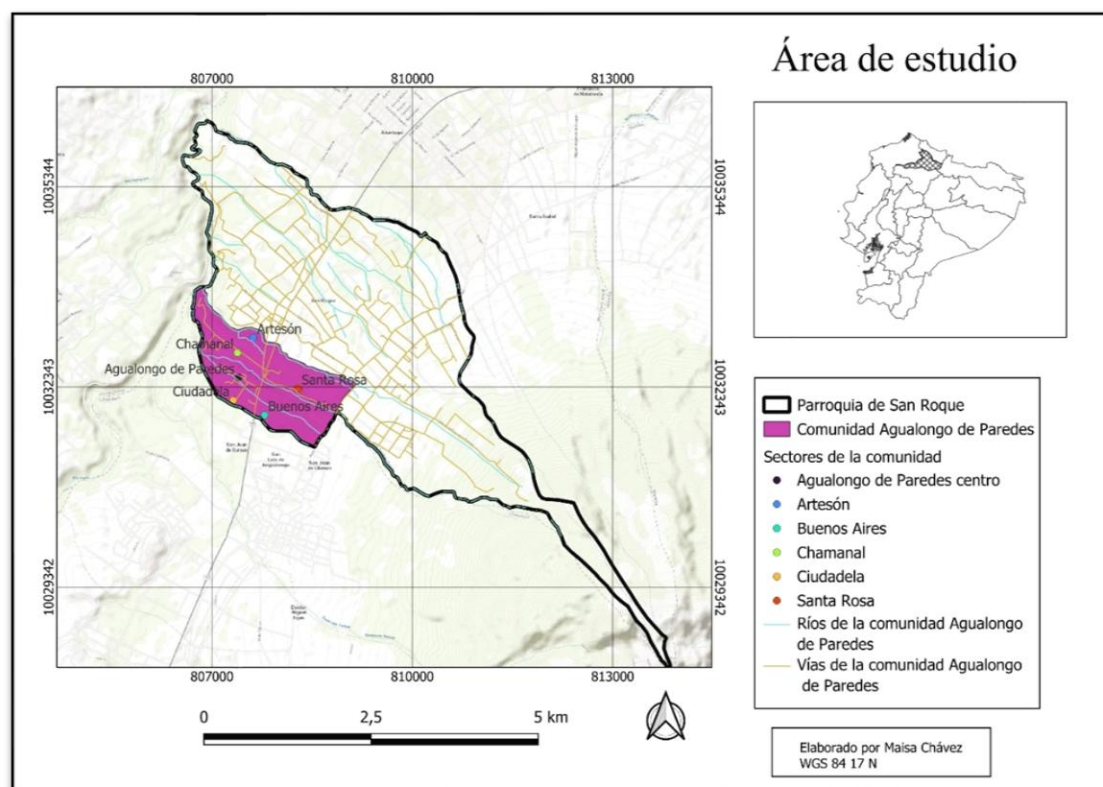 Área de estudio
807000
810000
813000
10035344
10035344
Artesón
Chamanal
Agualongo de Paredes
Santa Rosa
Ciudadela
Buenos Aires
10032343
10032343
10029342
10029342
807000
810000
813000
0
2,5
5 km
Parroquia de San Roque
Comunidad Agualongo de Paredes
Sectores de la comunidad
Agualongo de Paredes centro
Artesón
Buenos Aires
Chamanal
Ciudadela
Santa Rosa
Ríos de la comunidad Agualongo
de Paredes
Vías de la comunidad Agualongo
de Paredes
Elaborado por Maisa Chávez
WGS 84 17 N